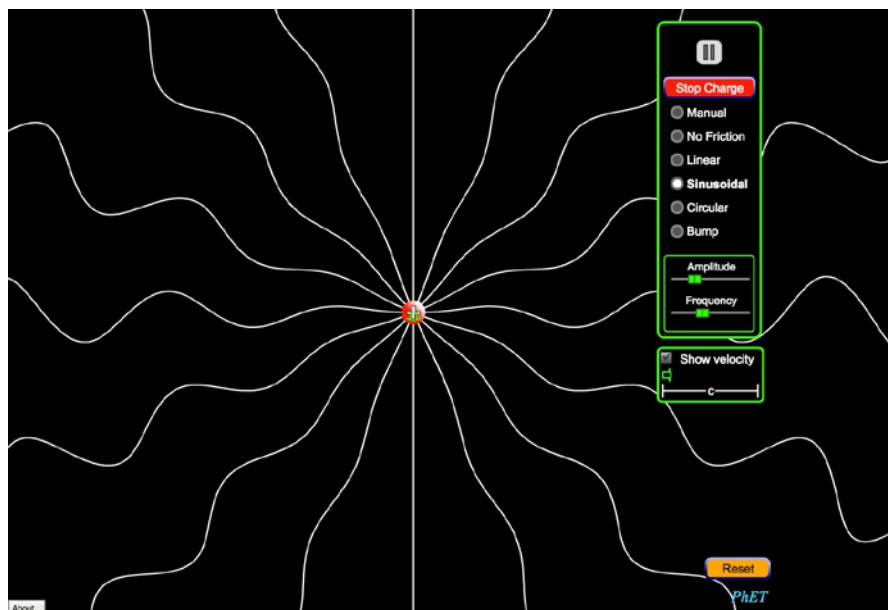 Stop Charge
Manual
No Friction
Linear
Sinusoidal
Circular
Bump
Amplitude
Frequency
Show velocity
c
Reset
PhET
About...